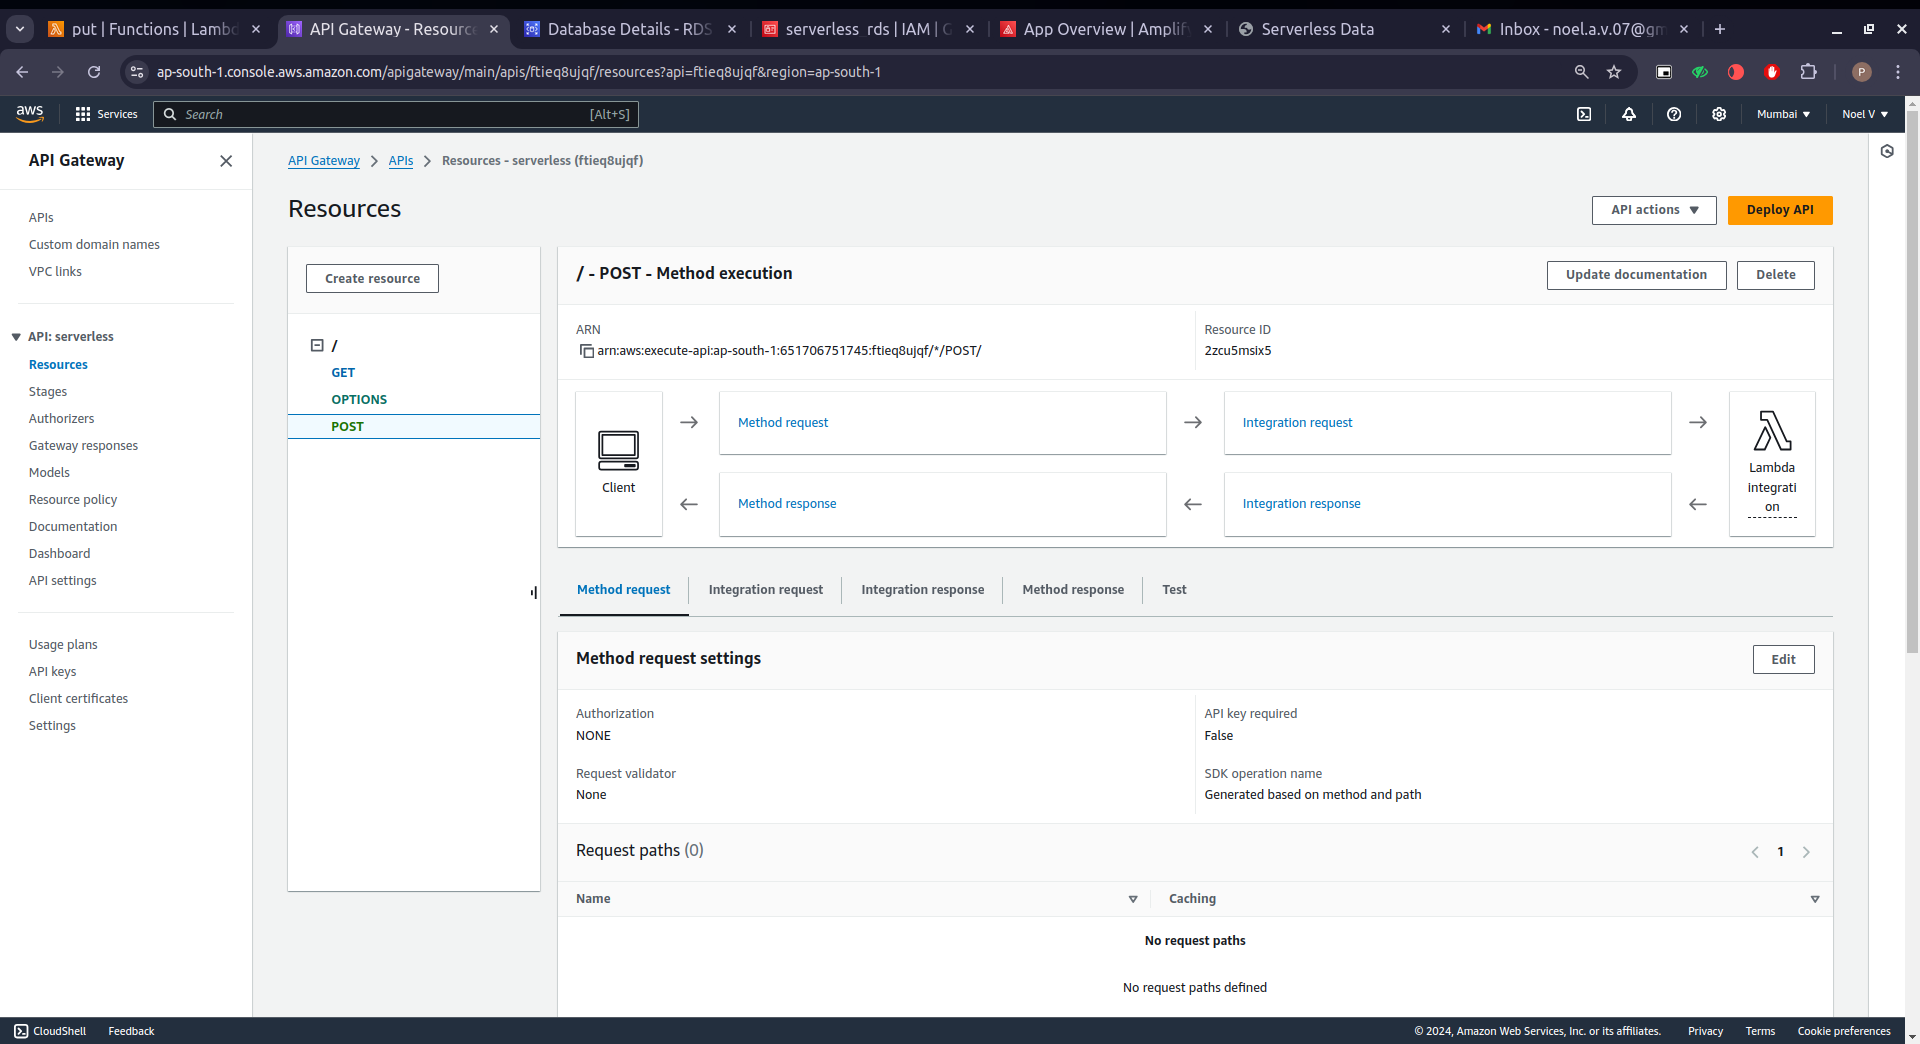 put | Functions | Lamb
API Gateway - Resourc
Database Details - RDS
serverless_rds | IAM | G
App Overview | Amplify
Serverless Data
Inbox - noel.a.v.07@gm
ap-south-1.console.aws.amazon.com/apigateway/main/apis/ftieq8ujqf/resources?api=ftieq8ujqf&region=ap-south-1
P
aws
Services
Search
[Alt+S]
Mumbai
Noel V
API Gateway
APIs
Custom domain names
VPC links
API: serverless
Resources
Stages
Authorizers
Gateway responses
Models
Resource policy
Documentation
Dashboard
API settings
Usage plans
API keys
Client certificates
Settings
API Gateway > APIs > Resources - serverless (ftieq8ujqf)
Resources
API actions
Deploy API
Create resource
/
GET
OPTIONS
POST
/ - POST - Method execution
Update documentation
Delete
ARN
arn:aws:execute-api:ap-south-1:651706751745:ftieq8ujqf/*/POST/
Resource ID
2zcu5msix5
Client
Method request
Integration request
Method response
Integration response
Lambda
integrati
on
Method request
Integration request
Integration response
Method response
Test
Method request settings
Edit
Authorization
NONE
API key required
False
Request validator
None
SDK operation name
Generated based on method and path
Request paths (0)
1
Name
Caching
No request paths
No request paths defined
CloudShell
Feedback
© 2024, Amazon Web Services, Inc. or its affiliates.
Privacy
Terms
Cookie preferences